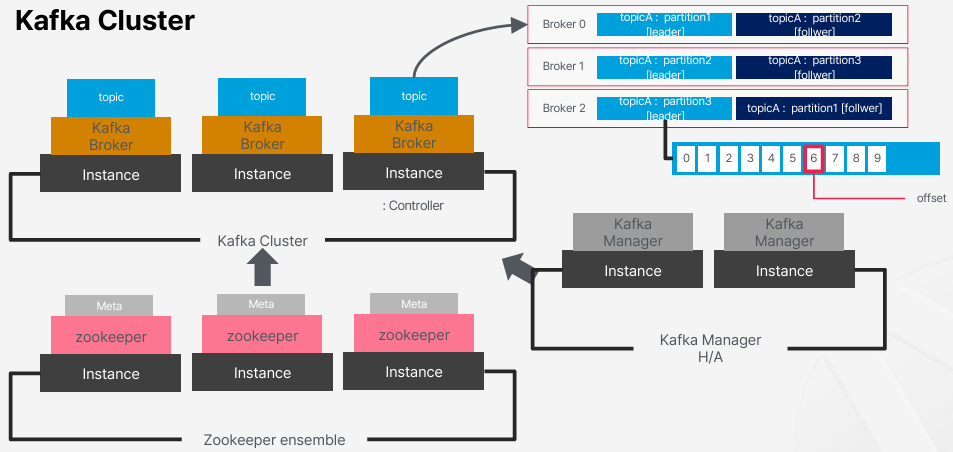 Kafka Cluster
Broker 0
topicA : partition1
[leader]
topicA : partition2
[follwer]
Broker 1
topicA : partition2
[leader]
topicA : partition3
[follwer]
Broker 2
topicA : partition3
[leader]
topicA : partition1 [follwer]
0 1 2 3 4 5 6 7 8 9
offset
topic
topic
topic
Kafka
Broker
Kafka
Broker
Kafka
Broker
Instance
Instance
Instance
: Controller
Kafka Cluster
Kafka
Manager
Kafka
Manager
Instance
Instance
Kafka Manager
H/A
Meta
Meta
Meta
zookeeper
zookeeper
zookeeper
Instance
Instance
Instance
Zookeeper ensemble